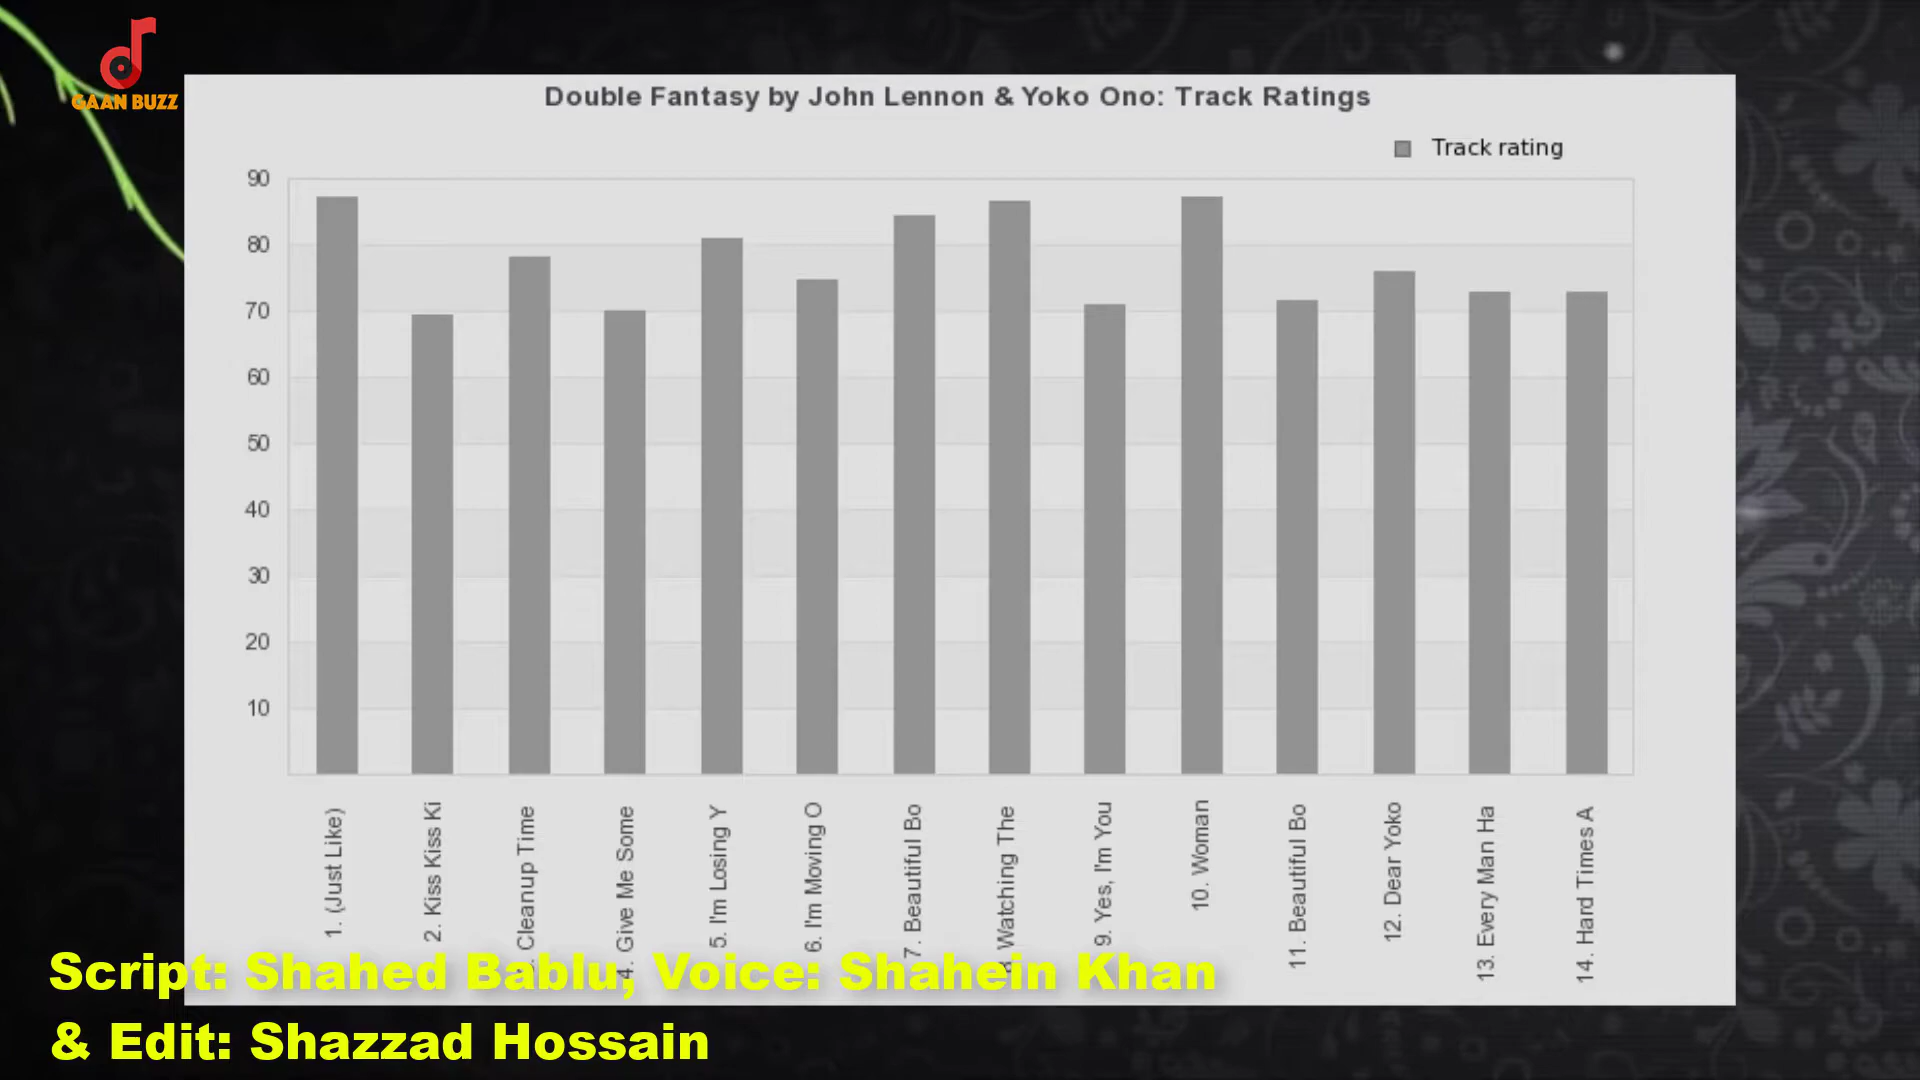 GAAN BUZZ
Double Fantasy by John Lennon & Yoko Ono: Track Ratings
Track rating
90
80
70
60
50
40
30
20
10
1. (Just Like)
2. Kiss Kiss Ki
Cleanup Time
4. Give Me Some
5. I'm Losing Y
6. I'm Moving O
7. Beautiful Bo
8. Watching The
9. Yes, I'm You
10. Woman
11. Beautiful Bo
12. Dear Yoko
13. Every Man Ha
14. Hard Times A
Script: Shahed Bablu, Voice: Shahein Khan
& Edit: Shazzad Hossain